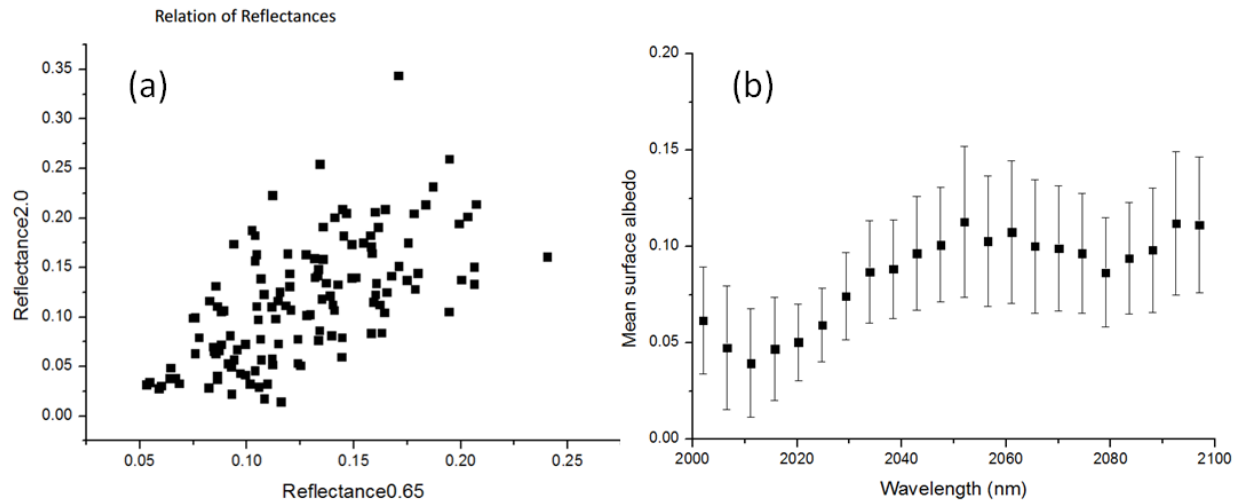 Relation of Reflectances
(a)
Reflectance2.0
0.35
0.30
0.25
0.20
0.15
0.10
0.05
0.00
0.05 0.10 0.15 0.20 0.25
Reflectance0.65
(b)
Mean surface albedo
0.20
0.15
0.10
0.05
0.00
2000 2020 2040 2060 2080 2100
Wavelength (nm)